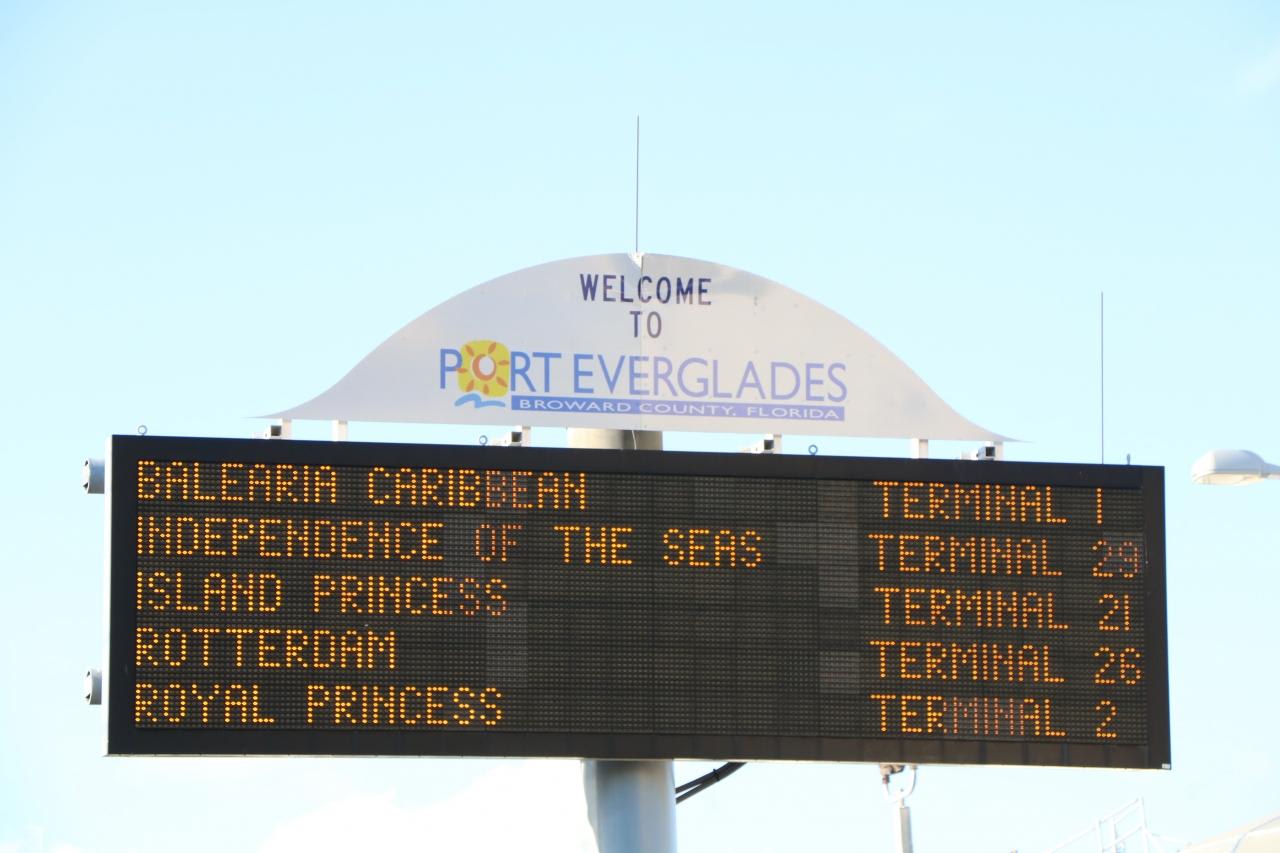 WELCOME
TO
PORT EVERGLADES
BROWARD COUNTY, FLORIDA
BALEARIA CARIBBEAN TERMINAL 1
INDEPENDENCE OF THE SEAS TERMINAL 29
ISLAND PRINCESS TERMINAL 21
ROTTERDAM TERMINAL 26
ROYAL PRINCESS TERMINAL 2